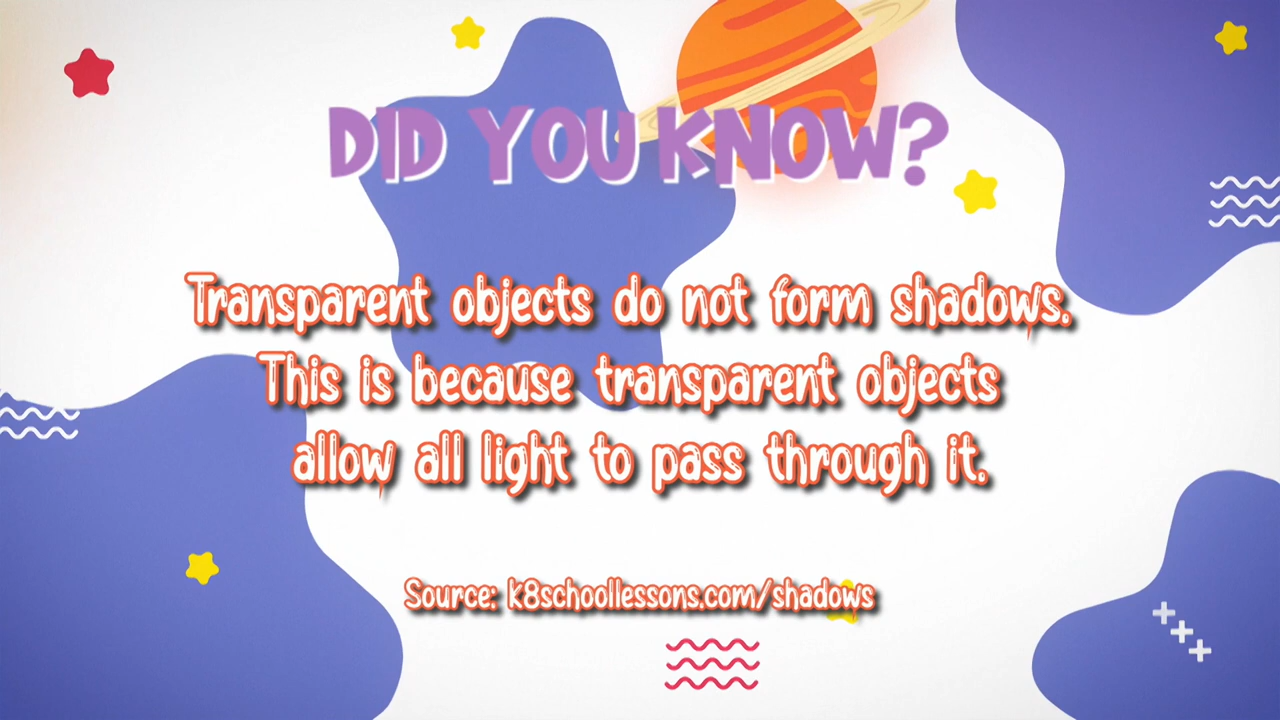 DID YOU KNOW?
Transparent objects do not form shadows.
This is because transparent objects
allow all light to pass through it.
Source: k8schoollessons.com/shadows